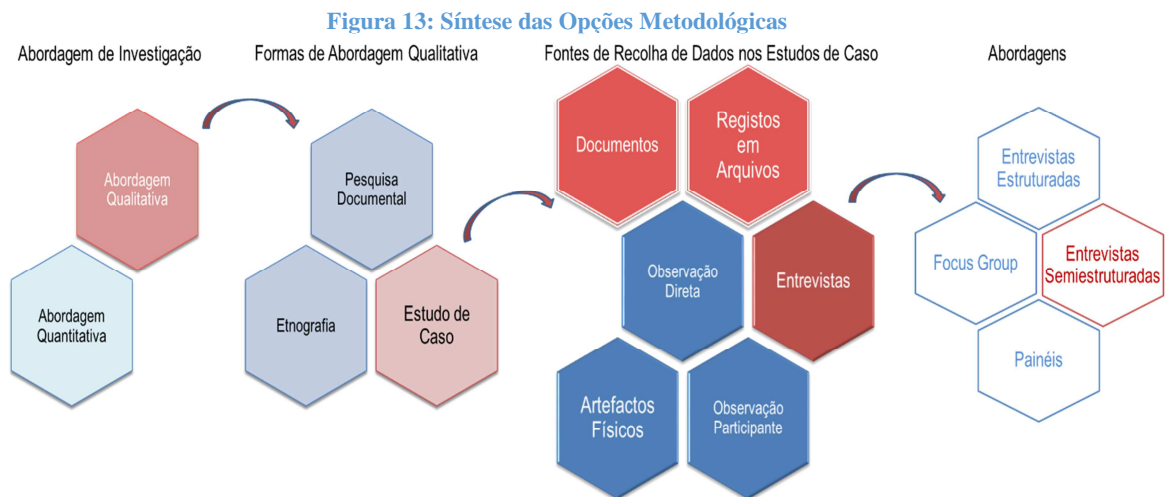 Figura 13: Síntese das Opções Metodológicas
Abordagem de Investigação
Formas de Abordagem Qualitativa
Fontes de Recolha de Dados nos Estudos de Caso
Abordagens
Abordagem
Qualitativa
Abordagem
Quantitativa
Pesquisa
Documental
Etnografia
Estudo de
Caso
Documentos
Registos
em
Arquivos
Observação
Direta
Entrevistas
Artefactos
Físicos
Observação
Participante
Entrevistas
Estruturadas
Focus Group
Entrevistas
Semiestruturadas
Painéis